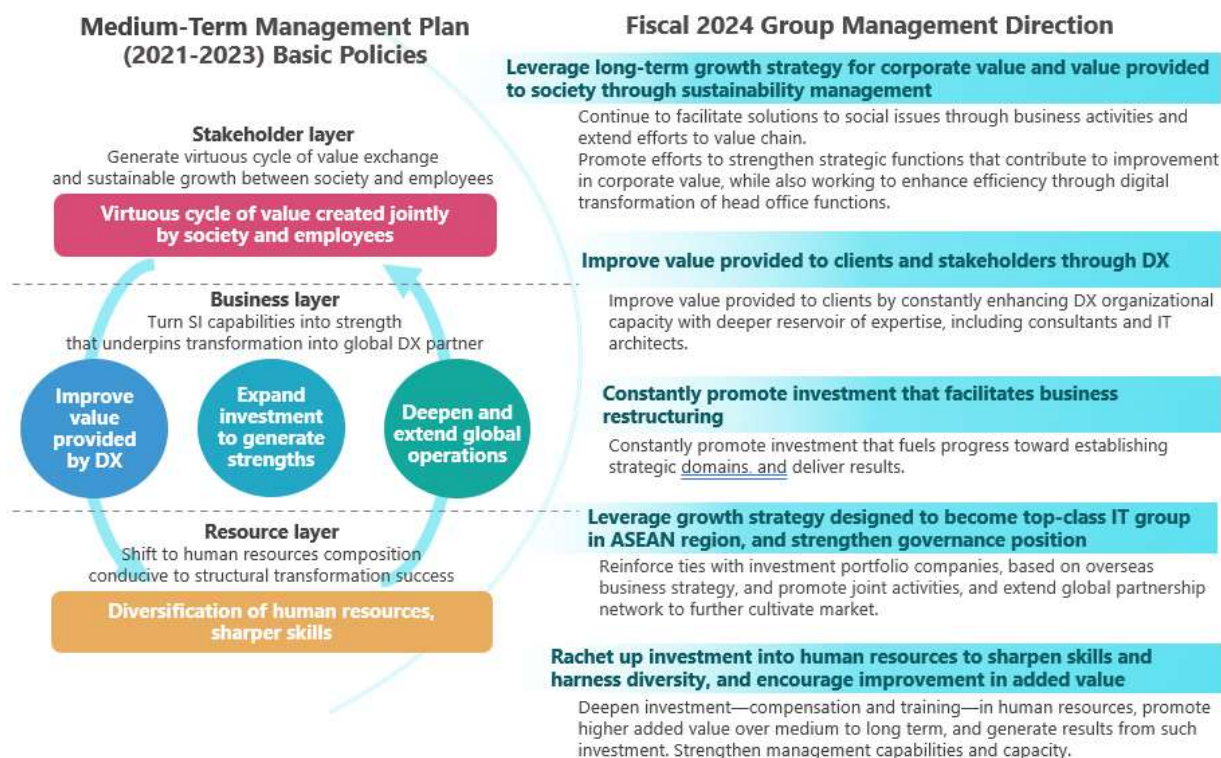 Medium-Term Management Plan
(2021-2023) Basic Policies
Stakeholder layer
Generate virtuous cycle of value exchange
and sustainable growth between society and employees
Virtuous cycle of value created jointly
by society and employees
Business layer
Turn SI capabilities into strength
that underpins transformation into global DX partner
Improve
value
provided
by DX
Expand
investment
to generate
strengths
Deepen and
extend global
operations
Resource layer
Shift to human resources composition
conducive to structural transformation success
Diversification of human resources,
sharper skills
Fiscal 2024 Group Management Direction
Leverage long-term growth strategy for corporate value and value provided
to society through sustainability management
Continue to facilitate solutions to social issues through business activities and
extend efforts to value chain.
Promote efforts to strengthen strategic functions that contribute to improvement
in corporate value, while also working to enhance efficiency through digital
transformation of head office functions.
Improve value provided to clients and stakeholders through DX
Improve value provided to clients by constantly enhancing DX organizational
capacity with deeper reservoir of expertise, including consultants and IT
architects.
Constantly promote investment that facilitates business
restructuring
Constantly promote investment that fuels progress toward establishing
strategic domains, and deliver results.
Leverage growth strategy designed to become top-class IT group
in ASEAN region, and strengthen governance position
Reinforce ties with investment portfolio companies, based on overseas
business strategy, and promote joint activities, and extend global partnership
network to further cultivate market.
Rachet up investment into human resources to sharpen skills and
harness diversity, and encourage improvement in added value
Deepen investment—compensation and training—in human resources, promote
higher added value over medium to long term, and generate results from such
investment. Strengthen management capabilities and capacity.